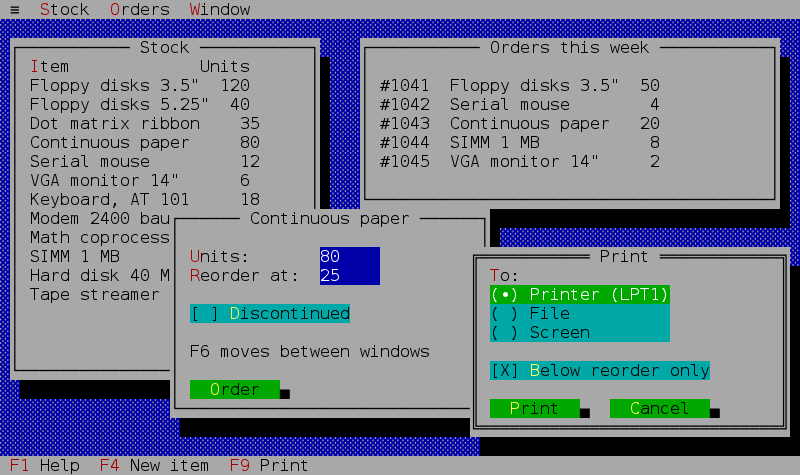 ≡ Stock Orders Window
Stock
Item Units
Floppy disks 3.5" 120
Floppy disks 5.25" 40
Dot matrix ribbon 35
Continuous paper 80
Serial mouse 12
VGA monitor 14" 6
Keyboard, AT 101 18
Modem 2400 bau
Math coprocess
SIMM 1 MB
Hard disk 40 M
Tape streamer
Orders this week
#1041 Floppy disks 3.5" 50
#1042 Serial mouse 4
#1043 Continuous paper 20
#1044 SIMM 1 MB 8
#1045 VGA monitor 14" 2
Continuous paper
Units: 80
Reorder at: 25
[ ] Discontinued
F6 moves between windows
Order
Print
To:
(•) Printer (LPT1)
( ) File
( ) Screen
[X] Below reorder only
Print Cancel
F1 Help F4 New item F9 Print